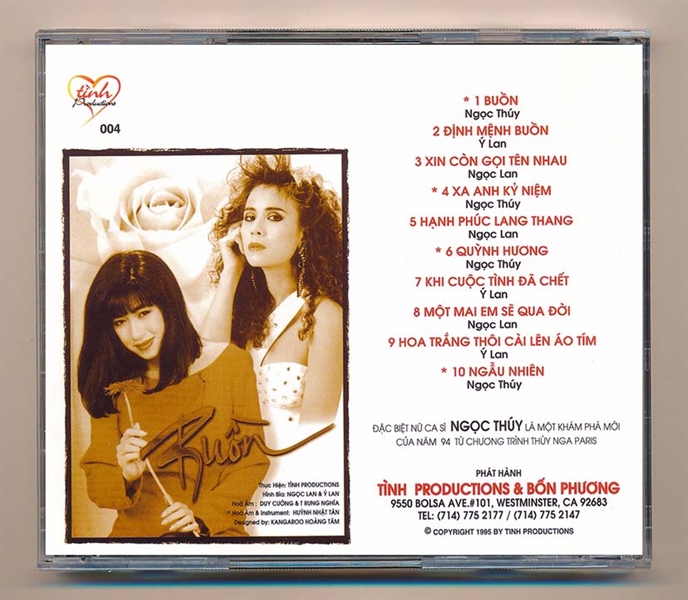 tình
Productions
004
* 1 BUỒN
Ngọc Thúy
2 ĐỊNH MỆNH BUỒN
Ý Lan
3 XIN CÒN GỌI TÊN NHAU
Ngọc Lan
* 4 XA ANH KỶ NIỆM
Ngọc Thúy
5 HẠNH PHÚC LANG THANG
Ngọc Lan
* 6 QUỲNH HƯƠNG
Ngọc Thúy
7 KHI CUỘC TÌNH ĐÃ CHẾT
Ý Lan
8 MỘT MAI EM SẼ QUA ĐỜI
Ngọc Lan
9 HOA TRẮNG THÔI CÀI LÊN ÁO TÍM
Ý Lan
* 10 NGẪU NHIÊN
Ngọc Thúy
Buồn
Thực Hiện: TÌNH PRODUCTIONS
Hình Bìa: NGỌC LAN & Ý LAN
Hoà Âm : DUY CƯỜNG & TRUNG NGHĨA
* Hoà Âm & Instrument: HUỲNH NHẬT TÂN
Designed by: KANGAROO HOÀNG TÂM
ĐẶC BIỆT NỮ CA SĨ NGỌC THÚY LÀ MỘT KHÁM PHÁ MỚI
CỦA NĂM 94 TỪ CHƯƠNG TRÌNH THÚY NGA PARIS
PHÁT HÀNH
TÌNH PRODUCTIONS & BỐN PHƯƠNG
9550 BOLSA AVE.#101, WESTMINSTER, CA 92683
TEL: (714) 775 2177 / (714) 775 2147
© COPYRIGHT 1995 BY TINH PRODUCTIONS